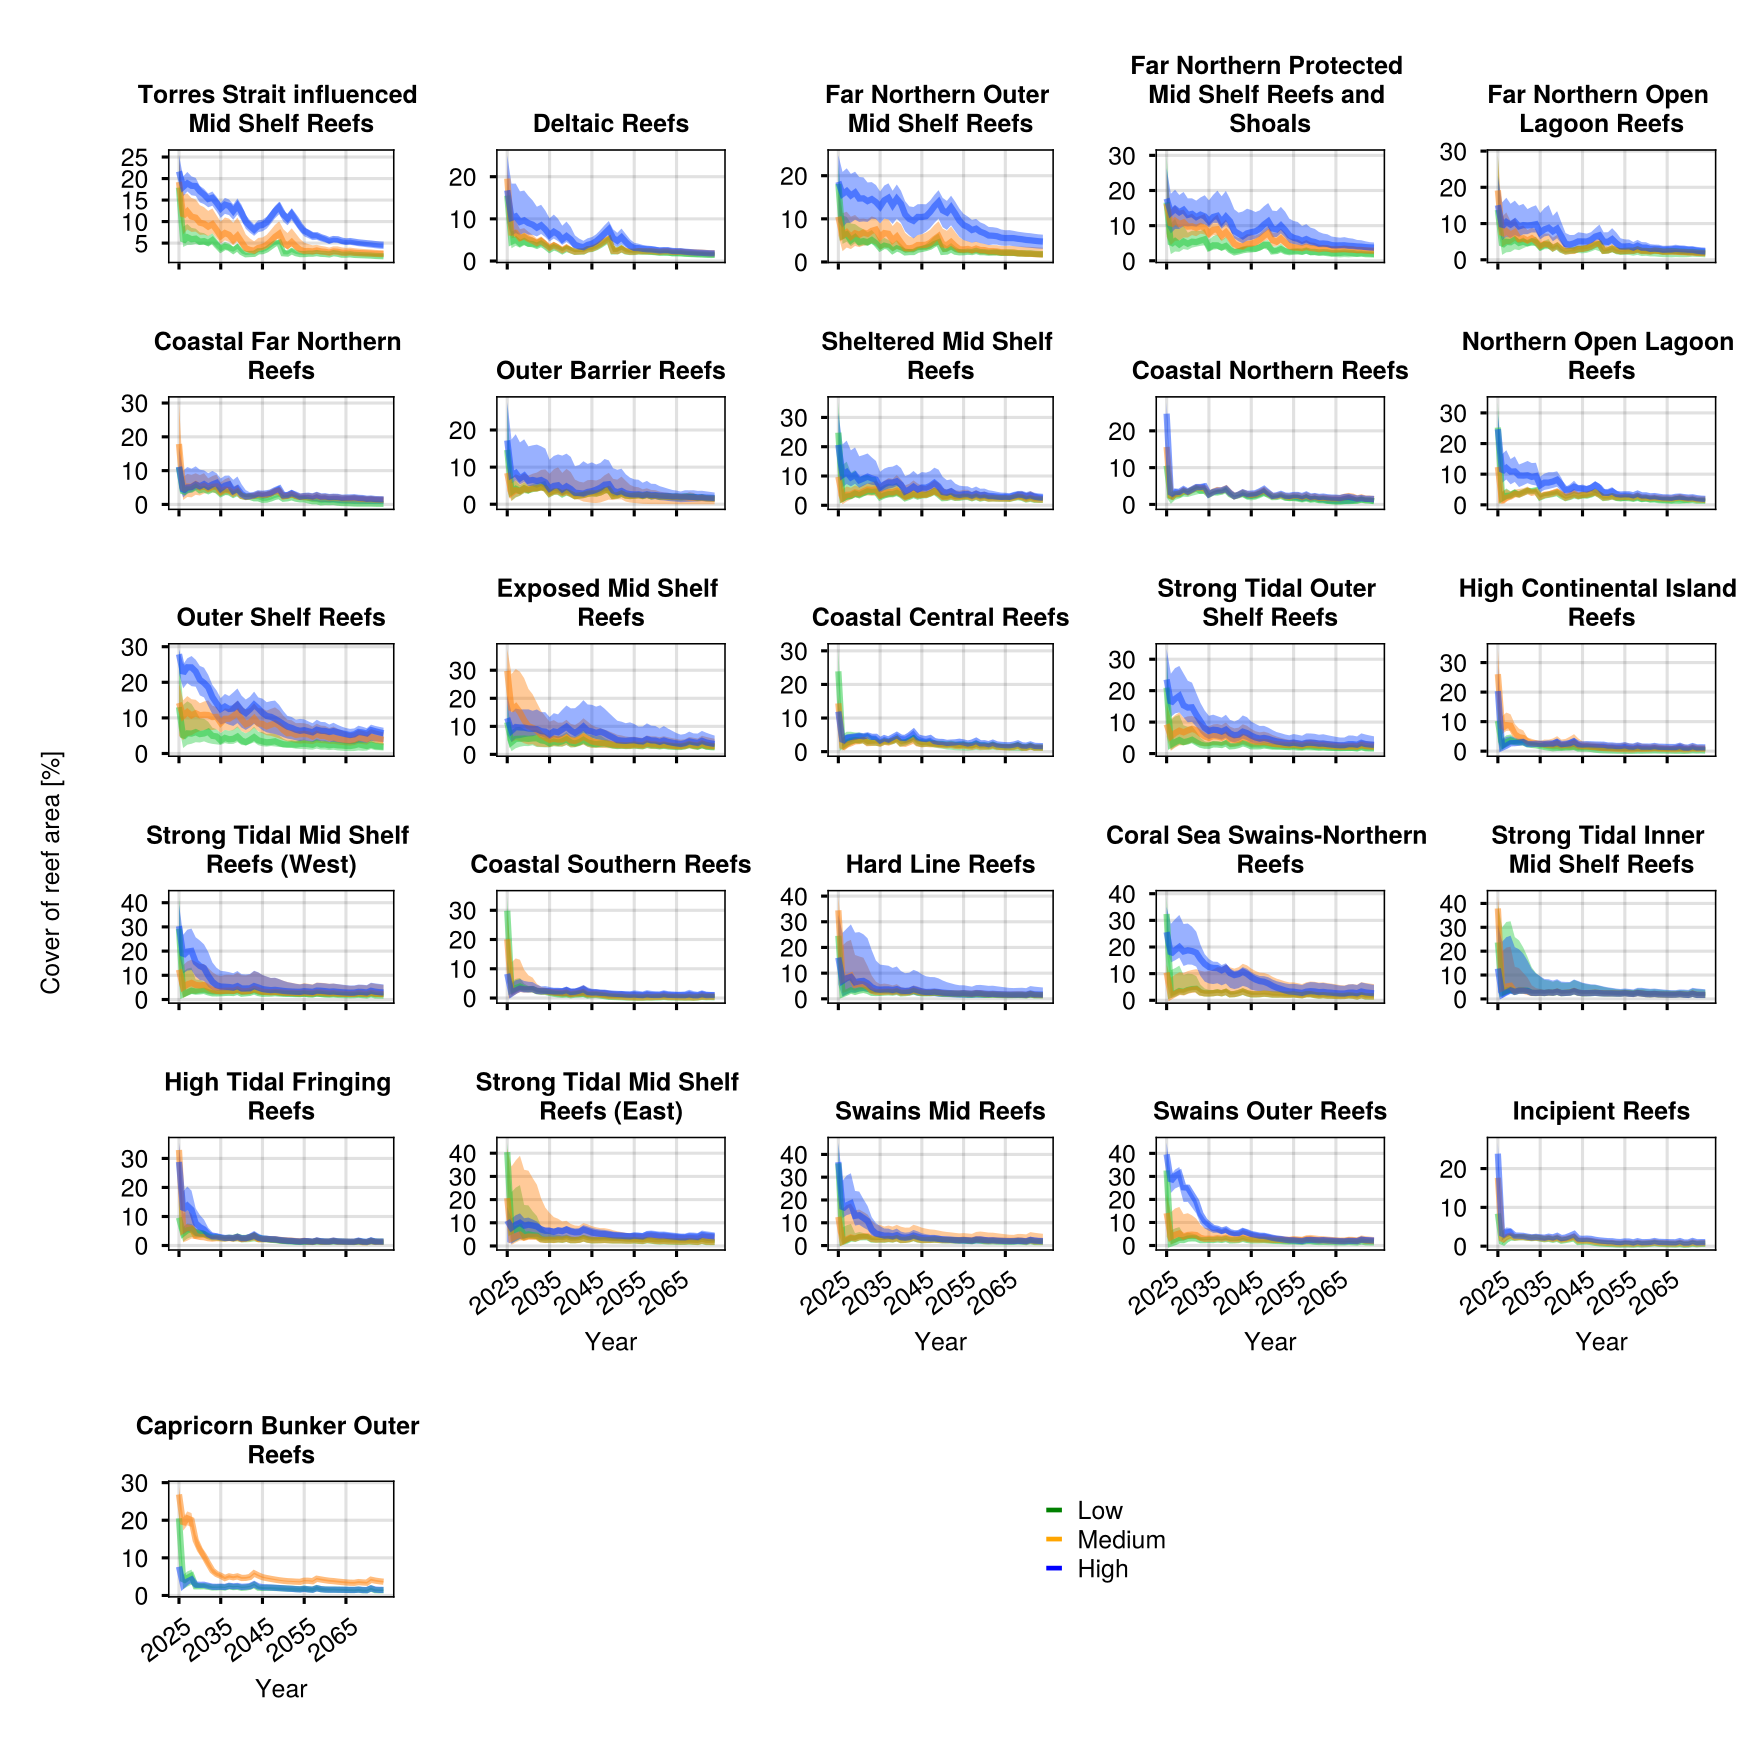 Torres Strait influenced
Mid Shelf Reefs
Deltaic Reefs
Far Northern Outer
Mid Shelf Reefs
Far Northern Protected
Mid Shelf Reefs and
Shoals
Far Northern Open
Lagoon Reefs
25
20
15
10
5
20
10
0
20
10
0
30
20
10
0
30
20
10
0
Coastal Far Northern
Reefs
Outer Barrier Reefs
Sheltered Mid Shelf
Reefs
Coastal Northern Reefs
Northern Open Lagoon
Reefs
30
20
10
0
20
10
0
30
20
10
0
20
10
0
30
20
10
0
Outer Shelf Reefs
Exposed Mid Shelf
Reefs
Coastal Central Reefs
Strong Tidal Outer
Shelf Reefs
High Continental Island
Reefs
30
20
10
0
30
20
10
0
30
20
10
0
30
20
10
0
30
20
10
0
Cover of reef area [%]
Strong Tidal Mid Shelf
Reefs (West)
Coastal Southern Reefs
Hard Line Reefs
Coral Sea Swains-Northern
Reefs
Strong Tidal Inner
Mid Shelf Reefs
40
30
20
10
0
30
20
10
0
40
30
20
10
0
40
30
20
10
0
40
30
20
10
0
High Tidal Fringing
Reefs
Strong Tidal Mid Shelf
Reefs (East)
Swains Mid Reefs
Swains Outer Reefs
Incipient Reefs
30
20
10
0
40
30
20
10
0
40
30
20
10
0
40
30
20
10
0
20
10
0
2025 2035 2045 2055 2065
Year
2025 2035 2045 2055 2065
Year
2025 2035 2045 2055 2065
Year
2025 2035 2045 2055 2065
Year
Capricorn Bunker Outer
Reefs
30
20
10
0
2025 2035 2045 2055 2065
Year
Low
Medium
High